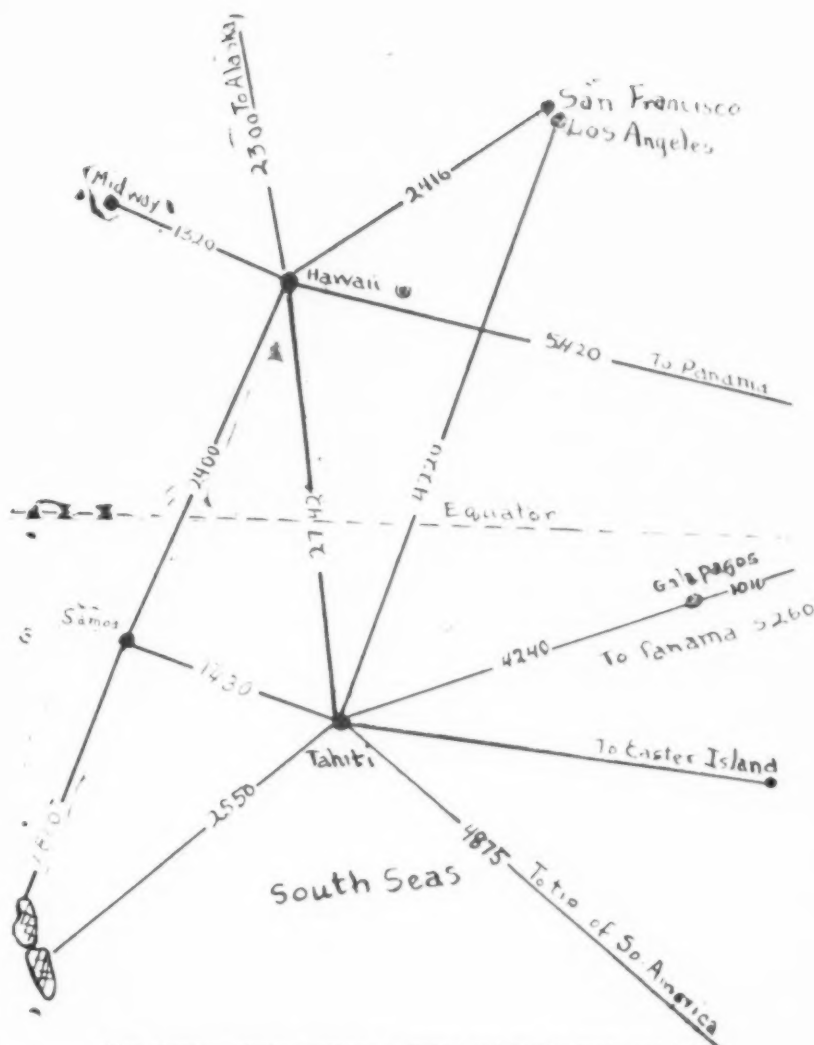 To Alaska
2300
San Francisco
Los Angeles
2416
Midway
1320
Hawaii
5420
To Panama
2400
4220
2742
Equator
Galapagos
1010
To Panama 5260
4240
1430
Tahiti
To Easter Island
2550
4875
To tip of So. America
South Seas